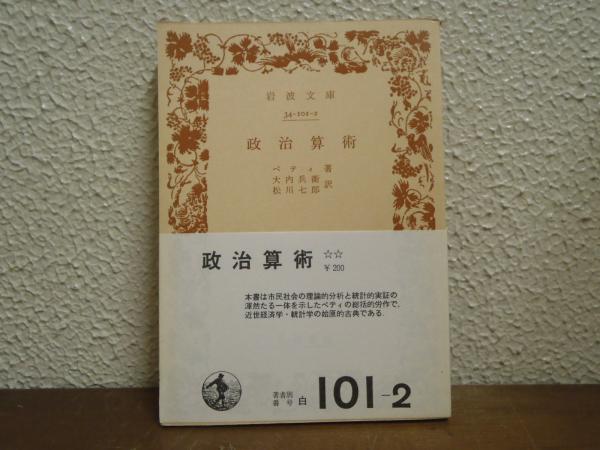 岩波文庫
34-101-2
政治算術
ペティ著
大内兵衛
松川七郎 訳
政治算術 ☆☆
￥200
本書は市民社会の理論的分析と統計的実証の
渾然たる一体を示したペティの総括的労作で，
近世経済学・統計学の始原的古典である．
著者別
番号 白 101-2